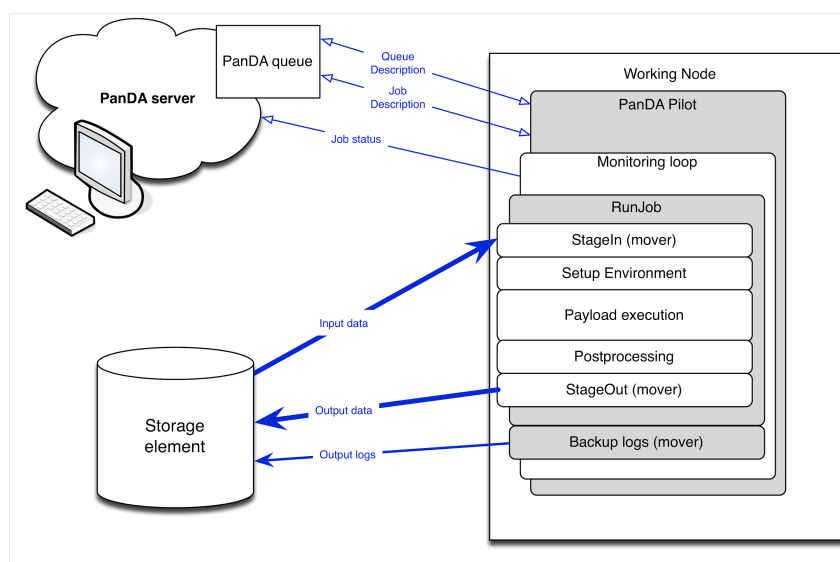 PanDA queue
PanDA server
Queue
Description
Job
Description
Job status
Working Node
PanDA Pilot
Monitoring loop
RunJob
StageIn (mover)
Setup Environment
Payload execution
Postprocessing
StageOut (mover)
Backup logs (mover)
Input data
Output data
Output logs
Storage
element